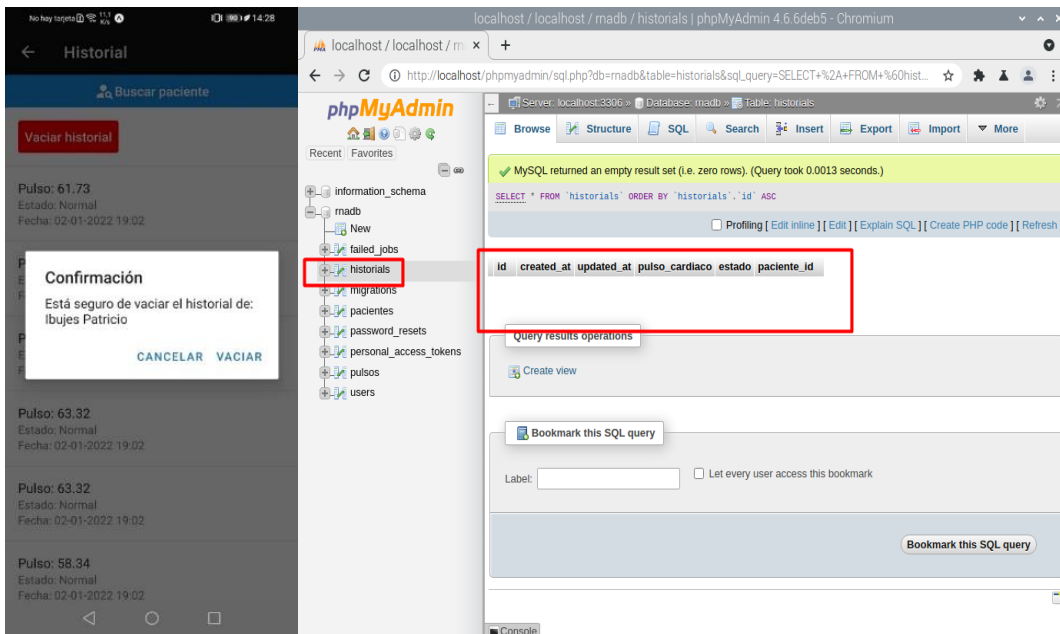 No hay tarjeta 11,1 K/s 90 14:28
Historial
Buscar paciente
Vaciar historial
Pulso: 61.73
Estado: Normal
Fecha: 02-01-2022 19:02
Confirmación
Está seguro de vaciar el historial de:
Ibujes Patricio
CANCELAR VACIAR
Pulso: 63.32
Estado: Normal
Fecha: 02-01-2022 19:02
Pulso: 63.32
Estado: Normal
Fecha: 02-01-2022 19:02
Pulso: 58.34
Estado: Normal
Fecha: 02-01-2022 19:02
localhost / localhost / rnadb / historials | phpMyAdmin 4.6.6deb5 - Chromium
localhost / localhost / rn
http://localhost/phpmyadmin/sql.php?db=rnadb&table=historials&sql_query=SELECT+%2A+FROM+%60hist...
phpMyAdmin
Recent Favorites
information_schema
rnadb
New
failed_jobs
historials
migrations
pacientes
password_resets
personal_access_tokens
pulsos
users
Server: localhost:3306 » Database: rnadb » Table: historials
Browse Structure SQL Search Insert Export Import More
MySQL returned an empty result set (i.e. zero rows). (Query took 0.0013 seconds.)
SELECT * FROM `historials` ORDER BY `historials`.`id` ASC
Profiling [ Edit inline ] [ Edit ] [ Explain SQL ] [ Create PHP code ] [ Refresh
id created_at updated_at pulso_cardiaco estado paciente_id
Query results operations
Create view
Bookmark this SQL query
Label:
Let every user access this bookmark
Bookmark this SQL query
Console